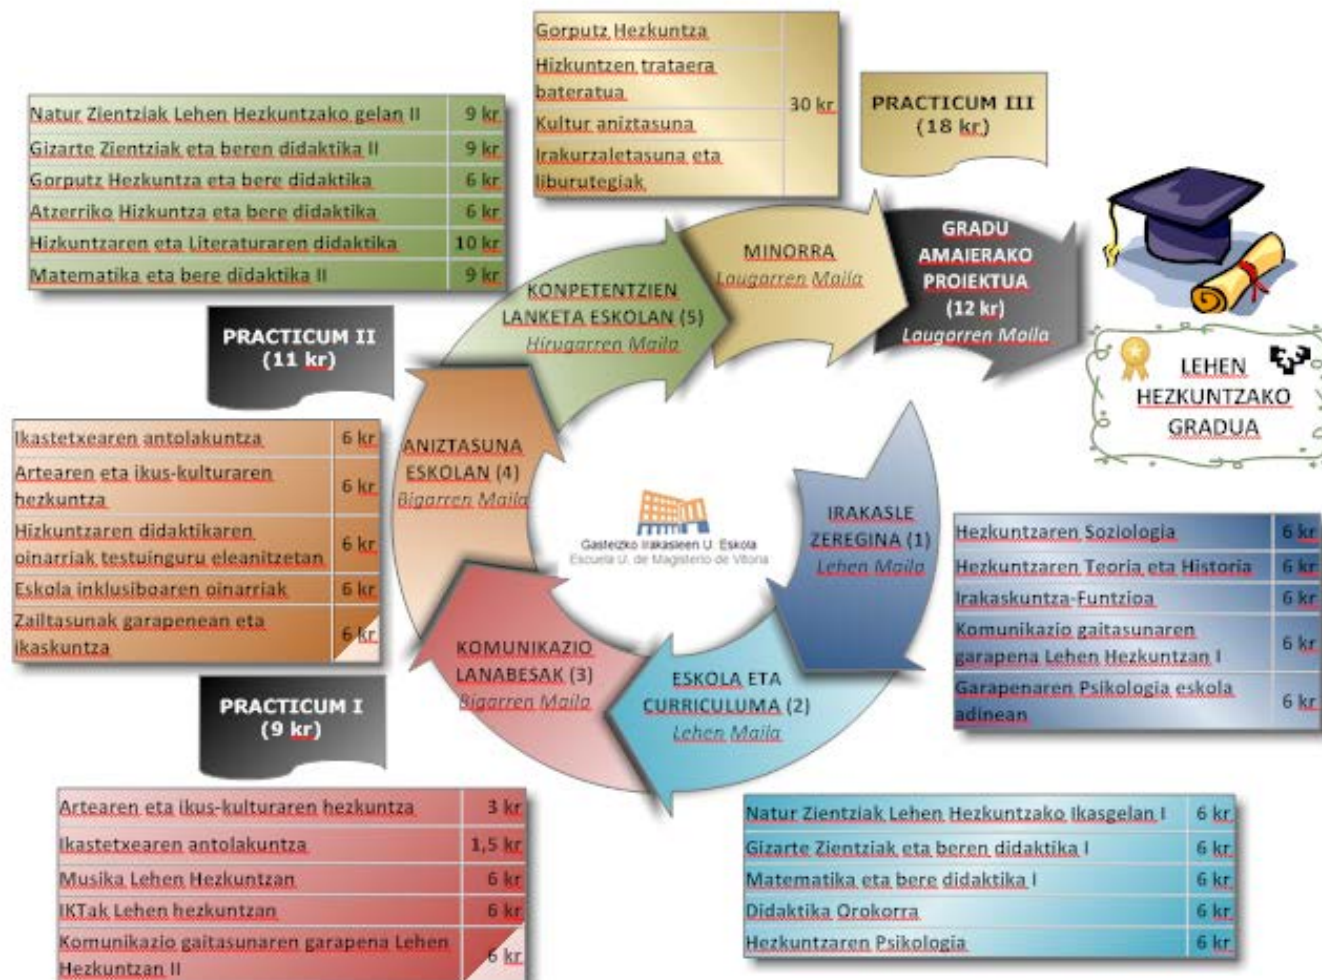 Gorputz Hezkuntza
Hizkuntzen trataera
bateratua
Kultur aniztasuna
Irakurzaletasuna eta
liburutegiak
30 kr
PRACTICUM III
(18 kr)
Natur Zientziak Lehen Hezkuntzako gelan II 9 kr
Gizarte Zientziak eta beren didaktika II 9 kr
Gorputz Hezkuntza eta bere didaktika 6 kr
Atzerriko Hizkuntza eta bere didaktika 6 kr
Hizkuntzaren eta Literaturaren didaktika 10 kr
Matematika eta bere didaktika II 9 kr
KONPETENTZIEN
LANKETA ESKOLAN (5)
Hirugarren Maila
MINORRA
Laugarren Maila
GRADU
AMAIERAKO
PROIEKTUA
(12 kr)
Laugarren Maila
LEHEN
HEZKUNTZAKO
GRADUA
PRACTICUM II
(11 kr)
Ikastetxearen antolakuntza 6 kr
Artearen eta ikus-kulturaren
hezkuntza
6 kr
Hizkuntzaren didaktikaren
oinarriak testuinguru eleanitzetan
6 kr
Eskola inklusiboaren oinarriak 6 kr
Zailtasunak garapenean eta
ikaskuntza
6 kr
ANIZTASUNA
ESKOLAN (4)
Bigarren Maila
Gasteizko Irakasleen U. Eskola
Escuela U. de Magisterio de Vitoria
IRAKASLE
ZEREGINA (1)
Lehen Maila
Hezkuntzaren Soziologia 6 kr
Hezkuntzaren Teoria eta Historia 6 kr
Irakaskuntza-Funtzioa 6 kr
Komunikazio gaitasunaren
garapena Lehen Hezkuntzan I
6 kr
Garapenaren Psikologia eskola
adinean
6 kr
KOMUNIKAZIO
LANABESAK (3)
Bigarren Maila
ESKOLA ETA
CURRICULUMA (2)
Lehen Maila
PRACTICUM I
(9 kr)
Artearen eta ikus-kulturaren hezkuntza 3 kr
Ikastetxearen antolakuntza 1,5 kr
Musika Lehen Hezkuntzan 6 kr
IKTak Lehen hezkuntzan 6 kr
Komunikazio gaitasunaren garapena Lehen
Hezkuntzan II
6 kr
Natur Zientziak Lehen Hezkuntzako Ikasgelan I 6 kr
Gizarte Zientziak eta beren didaktika I 6 kr
Matematika eta bere didaktika I 6 kr
Didaktika Orokorra 6 kr
Hezkuntzaren Psikologia 6 kr